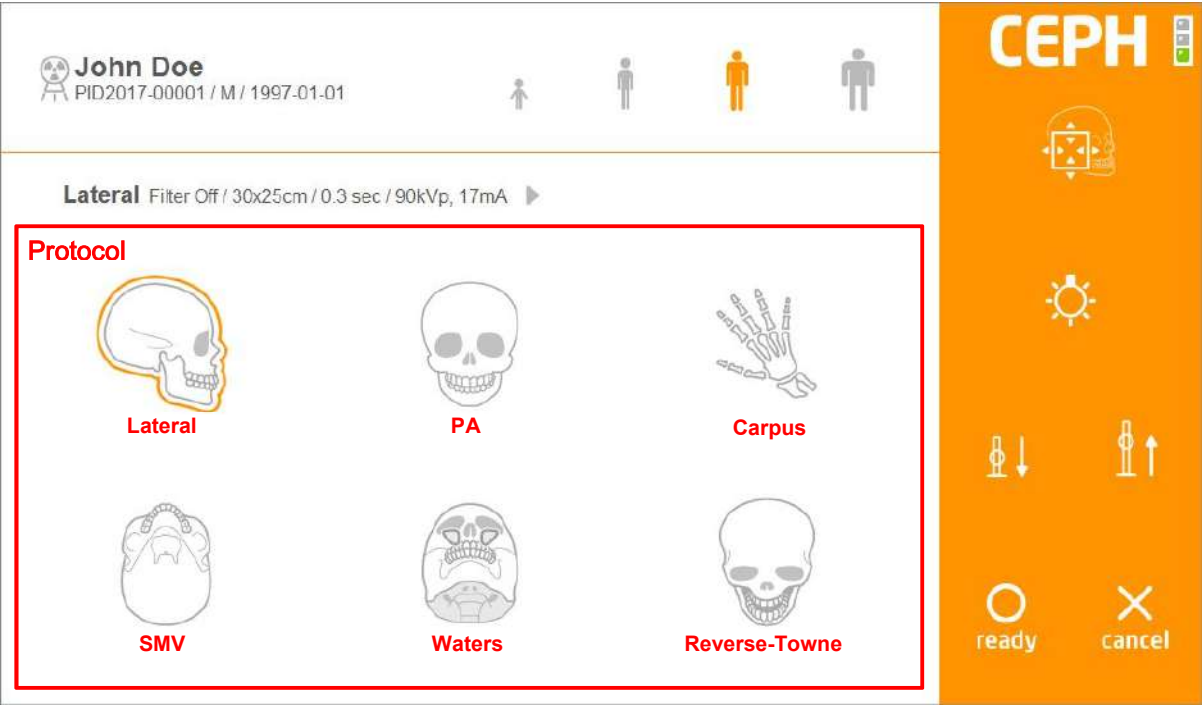 John Doe
PID2017-00001 / M / 1997-01-01
CEPH
Lateral Filter Off / 30x25cm / 0.3 sec / 90kVp, 17mA
Protocol
Lateral
PA
Carpus
SMV
Waters
Reverse-Towne
ready
cancel